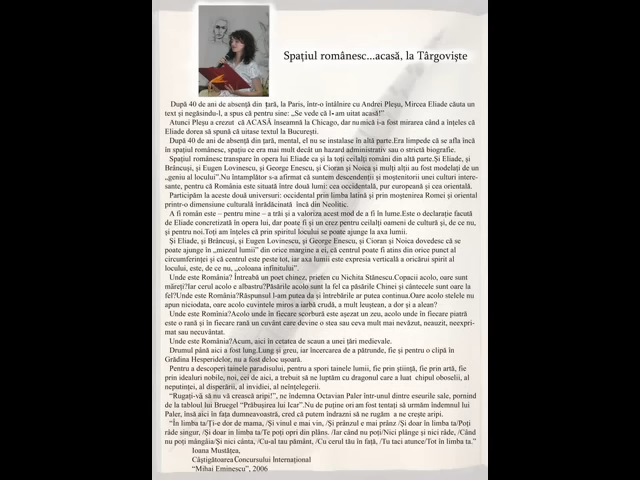 Spațiul românesc...acasă, la Târgoviște
După 40 de ani de absență din țară, la Paris, într-o întâlnire cu Andrei Pleșu, Mircea Eliade căuta un
text și negăsindu-l, a spus că pentru sine: „Se vede că l-am uitat acasă!”
Atunci Pleșu a crezut că ACASĂ înseamnă la Chicago, dar nu mică i-a fost mirarea când a înțeles că
Eliade dorea să spună că uitase textul la București.
După 40 de ani de absență din țară, mental, el nu se instalase în altă parte.Era limpede că se afla încă
în spațiul românesc, spațiu ce era mai mult decât un hazard administrativ sau o strictă biografie.
Spațiul românesc transpare în opera lui Eliade ca și la toți ceilalți români din altă parte.Și Eliade, și
Brâncuși, și Eugen Lovinescu, și George Enescu, și Cioran și Noica și mulți alții au fost modelați de un
„geniu al locului”.Nu întâmplător s-a afirmat că suntem descendenții și moștenitorii unei culturi intere-
sante, pentru că România este situată între două lumi: cea occidentală, pur europeană și cea orientală.
Participăm la aceste două universuri: occidental prin limba latină și prin moștenirea Romei și oriental
printr-o dimensiune culturală înrădăcinată încă din Neolitic.
A fi român este – pentru mine – a trăi și a valoriza acest mod de a fi în lume.Este o declarație facută
de Eliade concretizată în opera lui, dar poate fi și un crez pentru ceilalți oameni de cultură și, de ce nu,
și pentru noi.Toți am înțeles că prin spiritul locului se poate ajunge la axa lumii.
Și Eliade, și Brâncuși, și Eugen Lovinescu, și George Enescu, și Cioran și Noica dovedesc că se
poate ajunge în „miezul lumii” din orice margine a ei, că centrul poate fi atins din orice punct al
circumferinței și că centrul este peste tot, iar axa lumii este expresia verticală a oricărui spirit al
locului, este, de ce nu, „coloana infinitului”.
Unde este România? Întreabă un poet chinez, prieten cu Nichita Stănescu.Copacii acolo, oare sunt
măreți?Iar cerul acolo e albastru?Păsările acolo sunt la fel ca păsările Chinei și cântecele sunt oare la
fel?Unde este România?Răspunsul l-am putea da și întrebările ar putea continua.Oare acolo stelele nu
apun niciodata, oare acolo cuvintele miros a iarbă crudă, a mult leuștean, a dor și a alean?
Unde este România?Acolo unde în fiecare scorbură este așezat un zeu, acolo unde în fiecare piatră
este o rană și în fiecare rană un cuvânt care devine o stea sau ceva mult mai nevăzut, neauzit, neexpri-
mat sau necuvântat.
Unde este România?Acum, aici în cetatea de scaun a unei țări medievale.
Drumul până aici a fost lung.Lung și greu, iar încercarea de a pătrunde, fie și pentru o clipă în
Grădina Hesperidelor, nu a fost deloc ușoară.
Pentru a descoperi tainele paradisului, pentru a spori tainele lumii, fie prin știință, fie prin artă, fie
prin idealuri nobile, noi, cei de aici, a trebuit să ne luptăm cu dragonul care a luat chipul oboselii, al
neputinței, al disperării, al invidiei, al neînțelegerii.
“Rugați-vă să nu vă crească aripi!”, ne îndemna Octavian Paler într-unul dintre eseurile sale, pornind
de la tabloul lui Bruegel “Prăbușirea lui Icar”.Nu de puține ori am fost tentați să urmăm îndemnul lui
Paler, însă aici în fața dumneavoastră, cred că putem îndrazni să ne rugăm a ne crește aripi.
“În limba ta/Ți-e dor de mama, /Și vinul e mai vin, /Și prânzul e mai prânz /Și doar în limba ta/Poți
râde singur, /Și doar în limba ta/Te poți opri din plâns. /Iar când nu poți/Nici plânge și nici râde, /Când
nu poți mângâia/Și nici cânta, /Cu-al tau pământ, /Cu cerul tău în față, /Tu taci atunce/Tot în limba ta.”
Ioana Mustățea,
Câștigătoarea Concursului Internațional
“Mihai Eminescu”, 2006